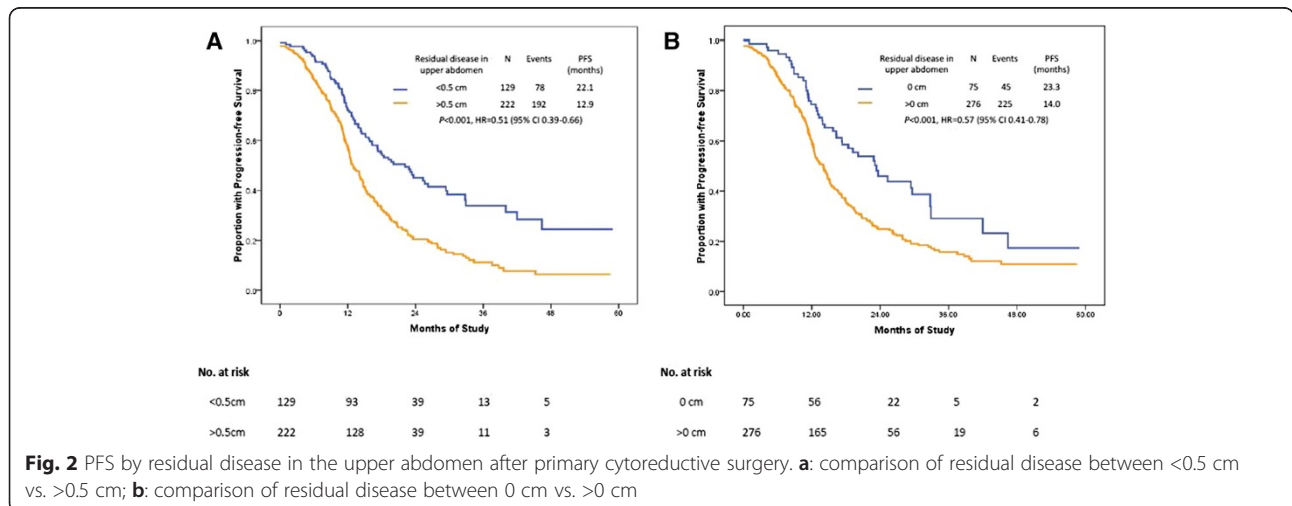 A
Residual disease in upper abdomen N Events PFS (months)
<0.5 cm 129 78 22.1
>0.5 cm 222 192 12.9
P<0.001, HR=0.51 (95% CI 0.39-0.66)
Proportion with Progression-free Survival
1.0
0.8
0.6
0.4
0.2
0.0
0 12 24 36 48 60
Months of Study
No. at risk
<0.5cm 129 93 39 13 5
>0.5cm 222 128 39 11 3
B
Residual disease in upper abdomen N Events PFS (months)
0 cm 75 45 23.3
>0 cm 276 225 14.0
P<0.001, HR=0.57 (95% CI 0.41-0.78)
Proportion with Progression-free Survival
1.0
0.8
0.6
0.4
0.2
0.0
0.00 12.00 24.00 36.00 48.00 60.00
Months of Study
No. at risk
0 cm 75 56 22 5 2
>0 cm 276 165 56 19 6
Fig. 2 PFS by residual disease in the upper abdomen after primary cytoreductive surgery. a: comparison of residual disease between <0.5 cm
vs. >0.5 cm; b: comparison of residual disease between 0 cm vs. >0 cm